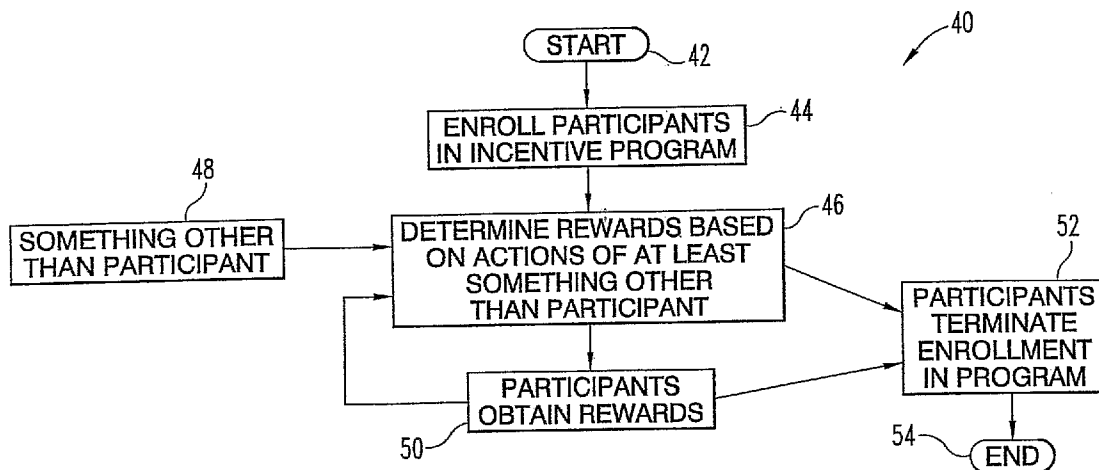 START
42
40
ENROLL PARTICIPANTS
IN INCENTIVE PROGRAM
44
48
SOMETHING OTHER
THAN PARTICIPANT
DETERMINE REWARDS BASED
ON ACTIONS OF AT LEAST
SOMETHING OTHER
THAN PARTICIPANT
46
52
PARTICIPANTS
TERMINATE
ENROLLMENT
IN PROGRAM
PARTICIPANTS
OBTAIN REWARDS
50
54
END